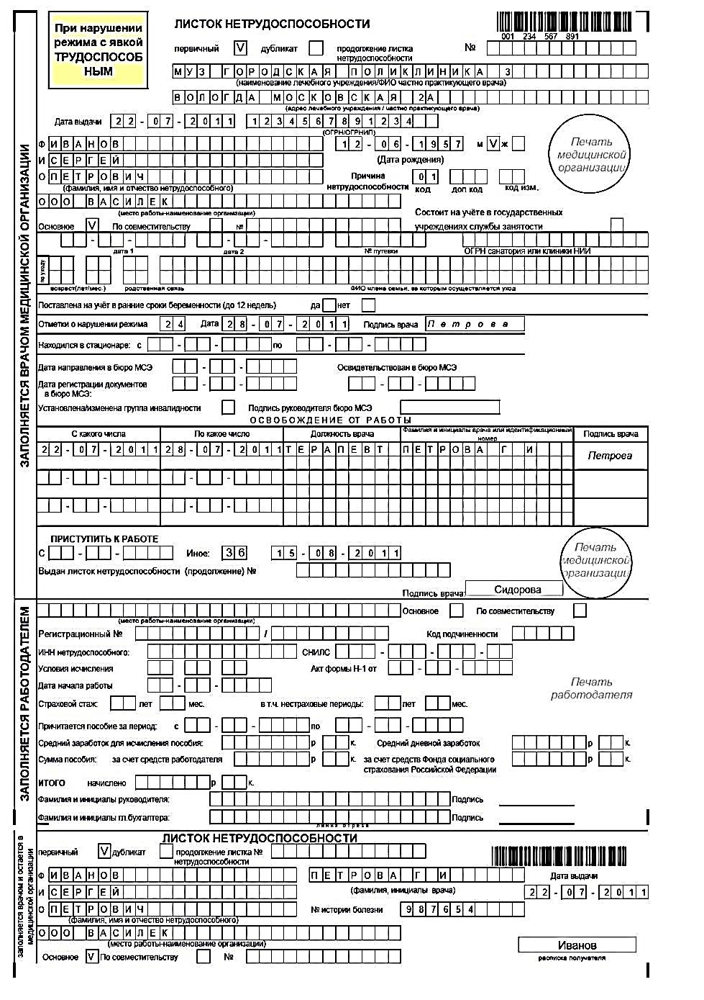 При нарушении
режима с явкой
ТРУДОСПОСОБ
НЫМ
ЛИСТОК НЕТРУДОСПОСОБНОСТИ
001 234 567 891
первичный V дубликат продолжение листка нетрудоспособности №
МУЗ ГОРОДСКАЯ ПОЛИКЛИНИКА 3
(наименование лечебного учреждения/ФИО частно практикующего врача)
ВОЛОГДА МОСКОВСКАЯ 2А
(адрес лечебного учреждения / частно практикующего врача)
Дата выдачи 22-07-2011 1234567891234
(ОГРН/ОГРНИП)
Ф ИВАНОВ 12-06-1957 м V ж
И СЕРГЕЙ (Дата рождения)
О ПЕТРОВИЧ Причина нетрудоспособности 01
(фамилия, имя и отчество нетрудоспособного) код доп код код изм.
Печать
медицинской
организации
ООО ВАСИЛЕК
(место работы-наименование организации)
Состоит на учёте в государственных
учреждениях службы занятости
Основное V По совместительству №
дата 1 дата 2 № путевки ОГРН санатория или клиники НИИ
по уходу
возраст(лет/мес.) родственная связь ФИО члена семьи, за которым осуществляется уход
Поставлена на учёт в ранние сроки беременности (до 12 недель) да нет
Отметки о нарушении режима 24 Дата 28-07-2011 Подпись врача Петрова
Находился в стационаре: с - - по - -
Дата направления в бюро МСЭ - - Освидетельствован в бюро МСЭ
Дата регистрации документов - - - -
в бюро МСЭ:
Установлена/изменена группа инвалидности Подпись руководителя бюро МСЭ
ОСВОБОЖДЕНИЕ ОТ РАБОТЫ
С какого числа По какое число Должность врача Фамилия и инициалы врача или идентификационный номер Подпись врача
22-07-2011 28-07-2011 ТЕРАПЕВТ ПЕТРОВА Г И Петрова
- - - -
- - - -
ПРИСТУПИТЬ К РАБОТЕ
С - - Иное: 36 15-08-2011
Выдан листок нетрудоспособности (продолжение) №
Печать
медицинской
организации
Подпись врача: Сидорова
ЗАПОЛНЯЕТСЯ ВРАЧОМ МЕДИЦИНСКОЙ ОРГАНИЗАЦИИ
Основное По совместительству
(место работы-наименование организации)
Регистрационный № / Код подчиненности
ИНН нетрудоспособного: СНИЛС - - -
Условия исчисления Акт формы Н-1 от - -
Дата начала работы - -
Печать
работодателя
Страховой стаж: лет мес. в т.ч. нестраховые периоды: лет мес.
Причитается пособие за период: с - - по - -
Средний заработок для исчисления пособия: р к. Средний дневной заработок р к.
Сумма пособия: за счет средств работодателя р к. за счет средств Фонда социального страхования Российской Федерации р к.
ИТОГО начислено р к.
Фамилия и инициалы руководителя: Подпись
Фамилия и инициалы гл.бухгалтера: Подпись
ЗАПОЛНЯЕТСЯ РАБОТОДАТЕЛЕМ
линия отреза
ЛИСТОК НЕТРУДОСПОСОБНОСТИ
первичный V дубликат продолжение листка № нетрудоспособности
Ф ИВАНОВ ПЕТРОВА Г И Дата выдачи
И СЕРГЕЙ (фамилия, инициалы врача) 22-07-2011
О ПЕТРОВИЧ № истории болезни 987654
(фамилия, имя и отчество нетрудоспособного)
ООО ВАСИЛЕК
(место работы-наименование организации)
Иванов
расписка получателя
Основное V По совместительству №
заполняется врачом и остается в
медицинской организации